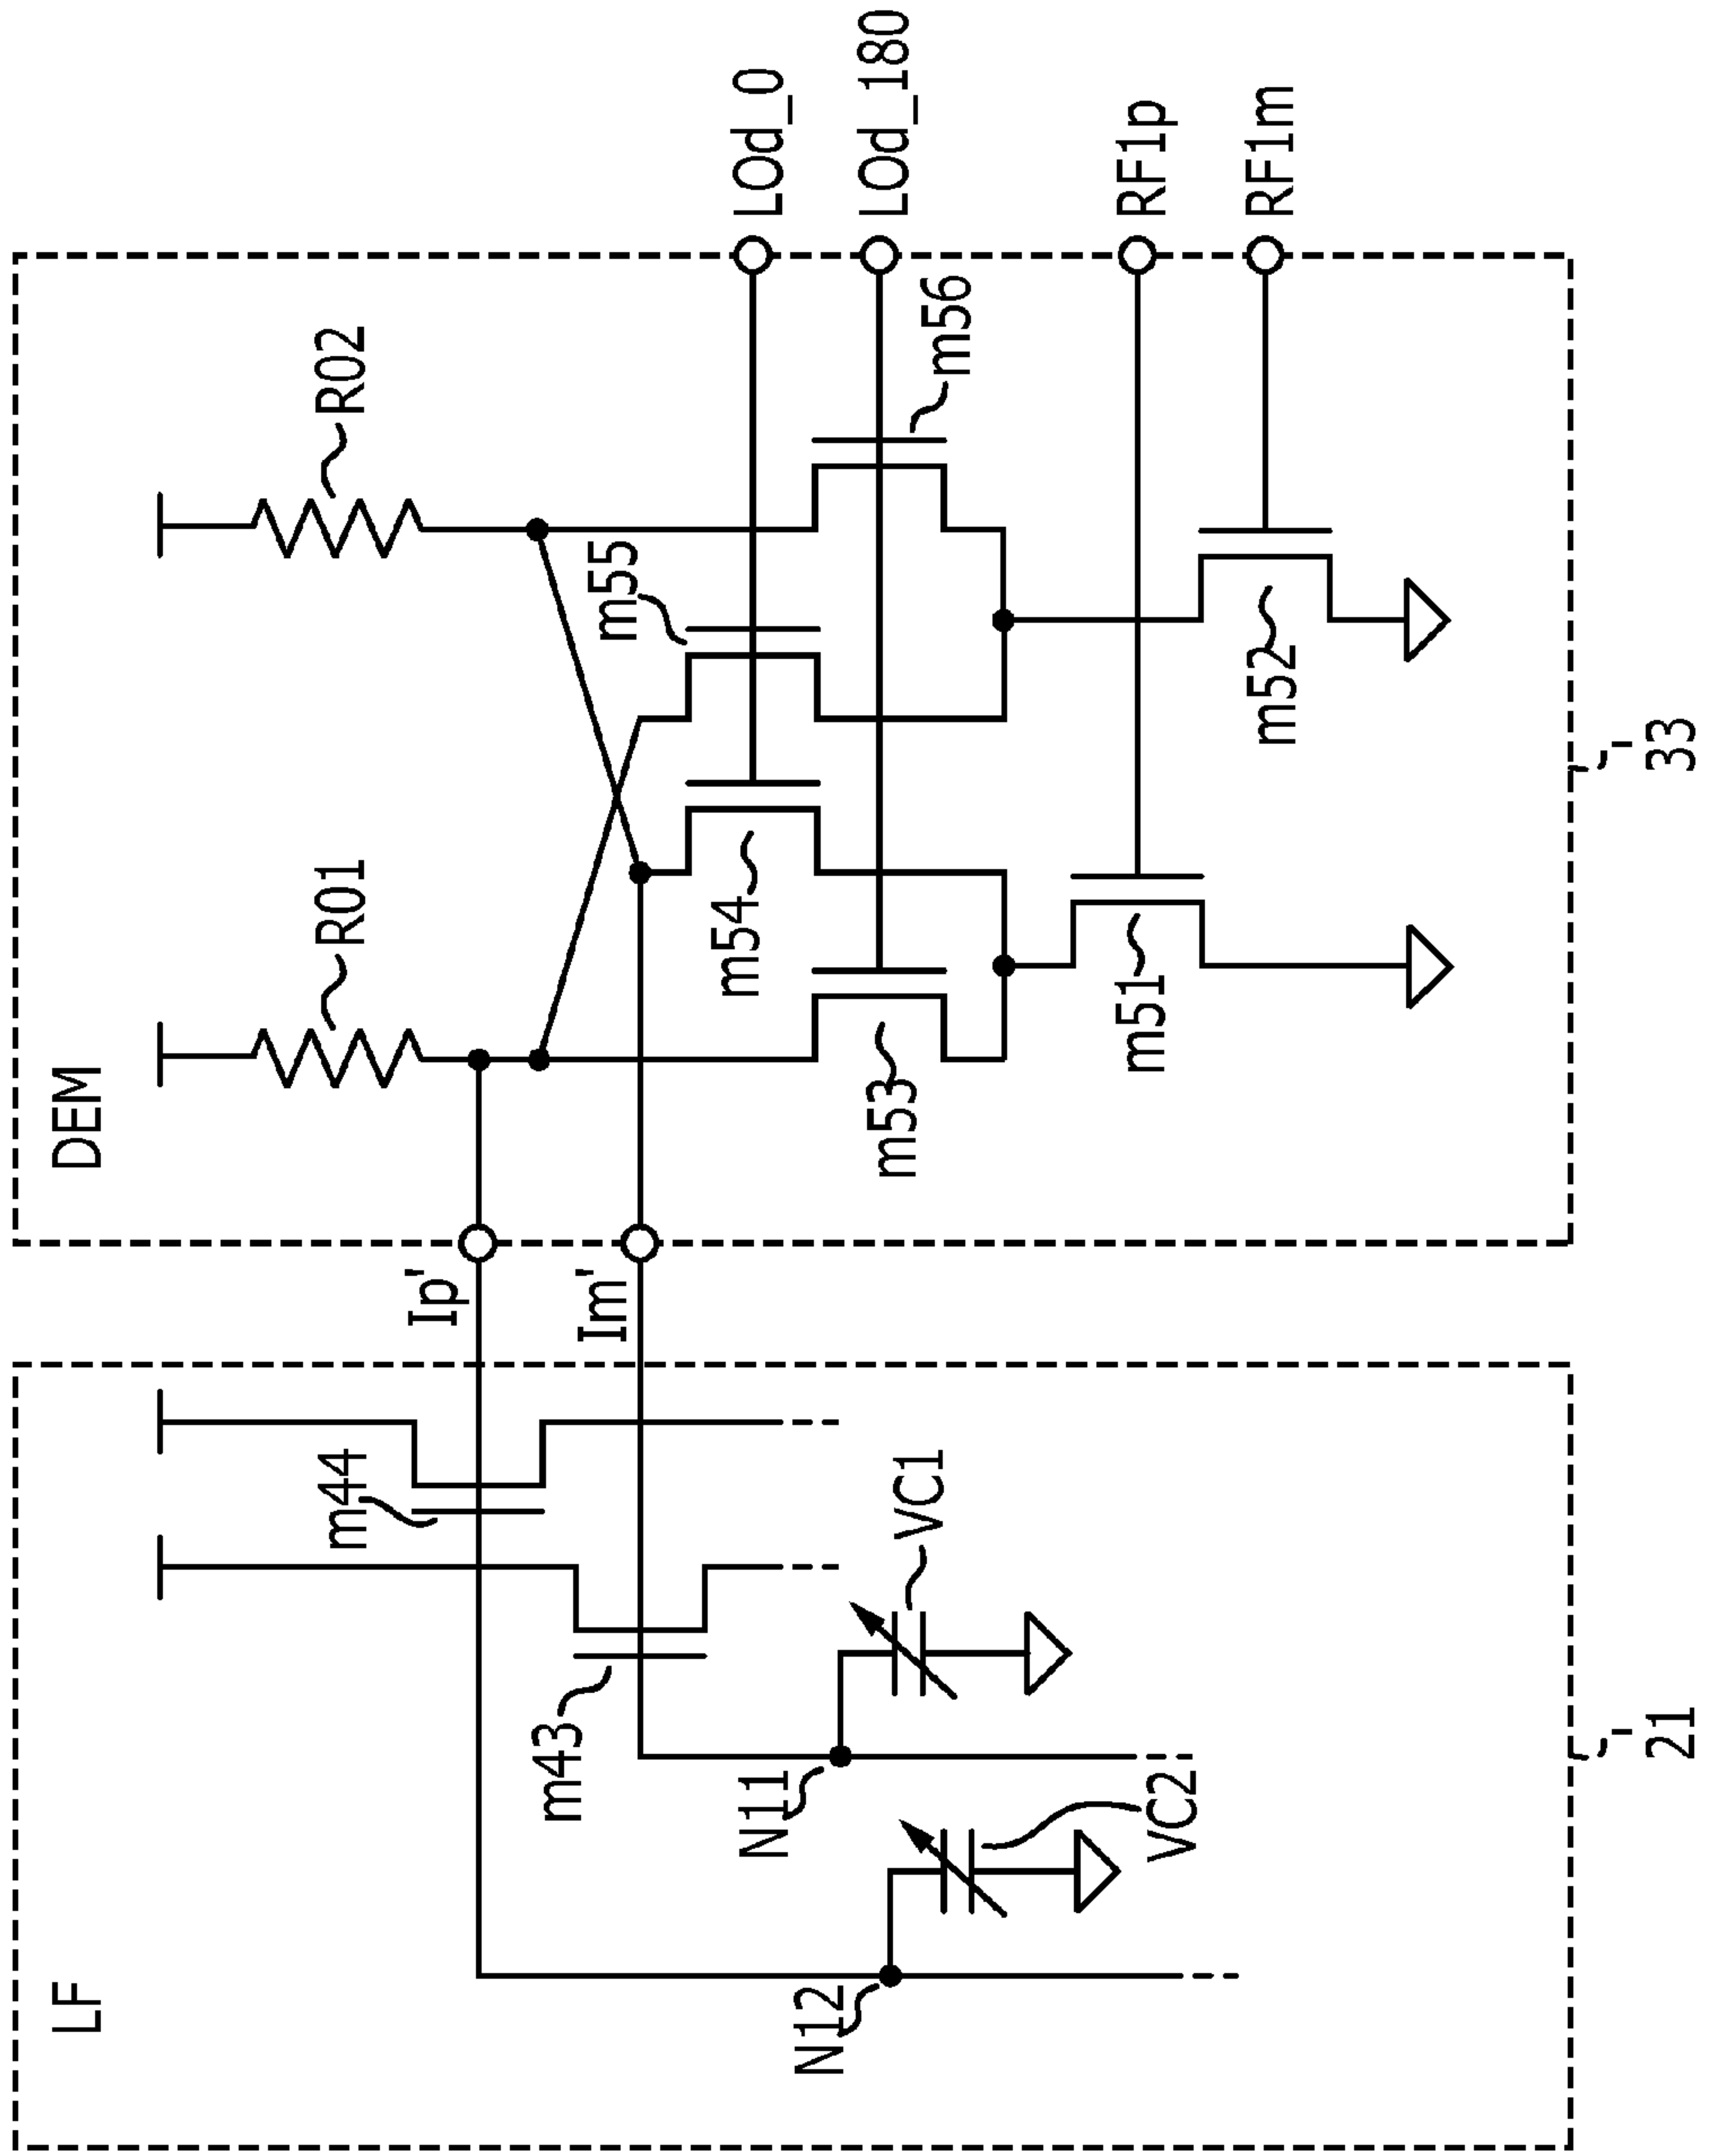 LF
DEM
R01
R02
Ip'
Im'
m44
m43
m55
m54
m56
m53
m51
m52
N11
N12
VC1
VC2
LOd_0
LOd_180
RF1p
RF1m
21
33